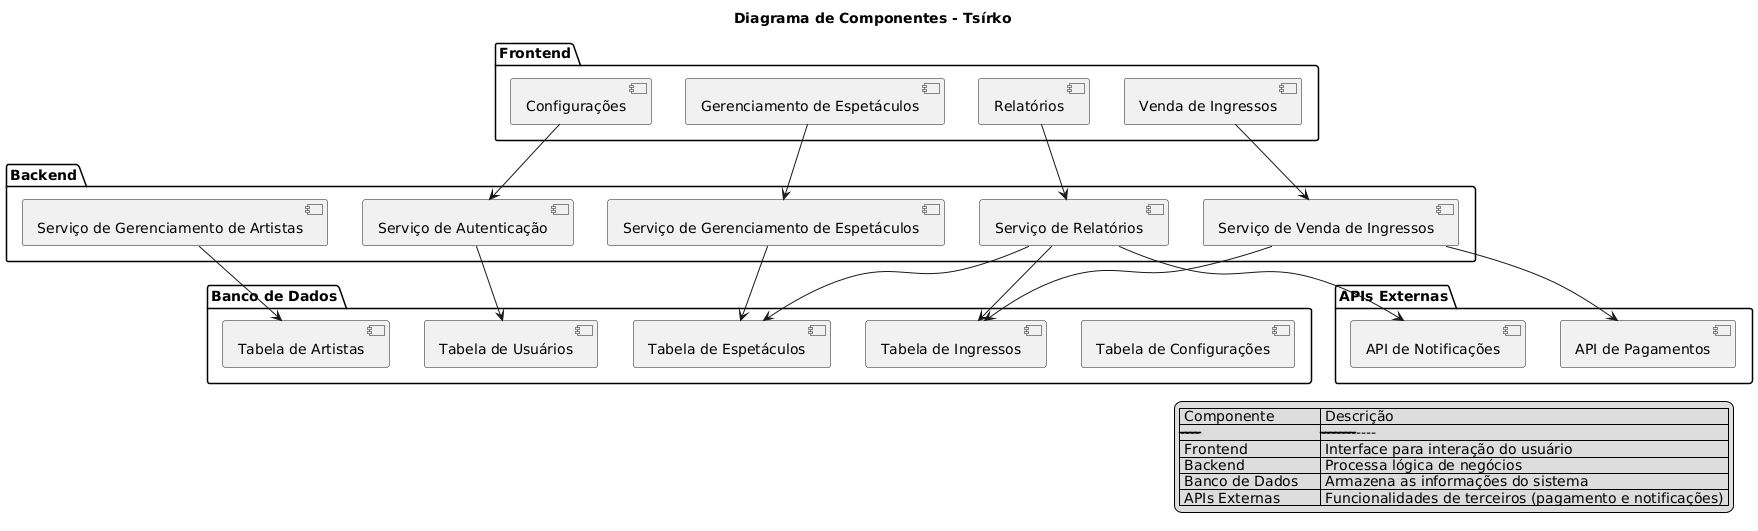 Diagrama de Componentes - Tsírko
Frontend
Configurações
Gerenciamento de Espetáculos
Relatórios
Venda de Ingressos
Backend
Serviço de Gerenciamento de Artistas
Serviço de Autenticação
Serviço de Gerenciamento de Espetáculos
Serviço de Relatórios
Serviço de Venda de Ingressos
Banco de Dados
Tabela de Artistas
Tabela de Usuários
Tabela de Espetáculos
Tabela de Ingressos
Tabela de Configurações
APIs Externas
API de Notificações
API de Pagamentos
Componente Descrição
Frontend Interface para interação do usuário
Backend Processa lógica de negócios
Banco de Dados Armazena as informações do sistema
APIs Externas Funcionalidades de terceiros (pagamento e notificações)